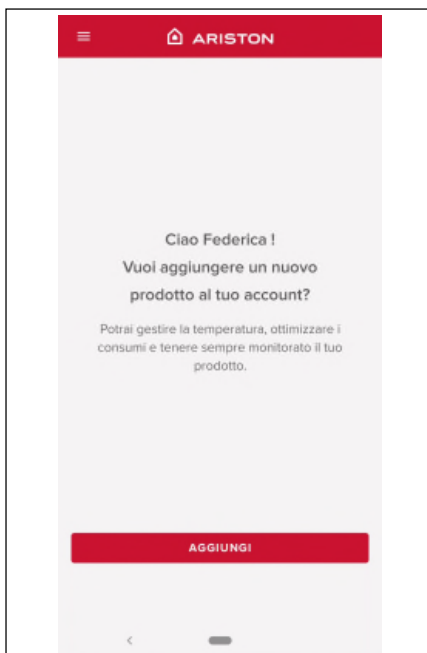 ARISTON
Ciao Federica !
Vuoi aggiungere un nuovo
prodotto al tuo account?
Potrai gestire la temperatura, ottimizzare i
consumi e tenere sempre monitorato il tuo
prodotto.
AGGIUNGI